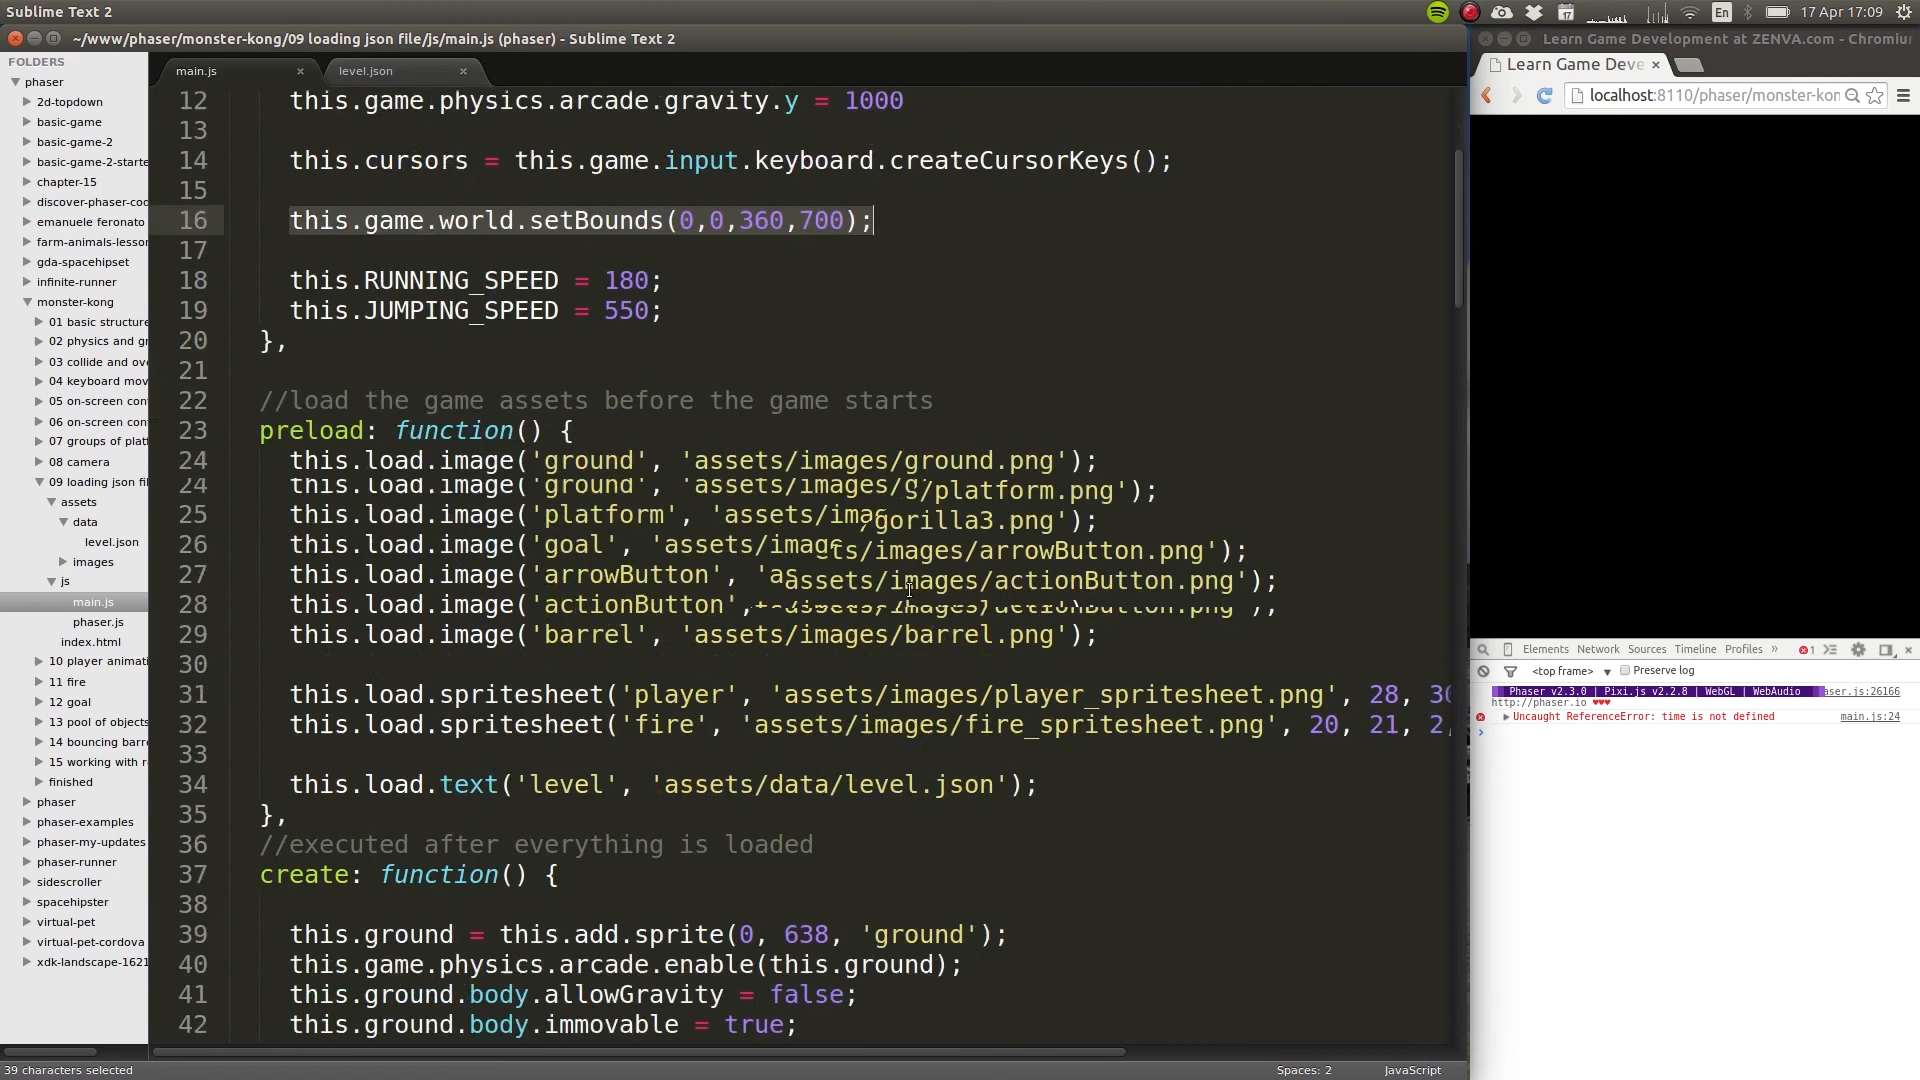 Sublime Text 2
En
17 Apr 17:09
~/www/phaser/monster-kong/09 loading json file/js/main.js (phaser) - Sublime Text 2
Learn Game Development at ZENVA.com - Chromiu
FOLDERS
phaser
2d-topdown
basic-game
basic-game-2
basic-game-2-starte
chapter-15
discover-phaser-coc
emanuele feronato
farm-animals-lessor
gda-spacehipset
infinite-runner
monster-kong
01 basic structure
02 physics and gr
03 collide and ove
04 keyboard mov
05 on-screen con
06 on-screen con
07 groups of platf
08 camera
09 loading json fil
assets
data
level.json
images
js
main.js
phaser.js
index.html
10 player animati
11 fire
12 goal
13 pool of objects
14 bouncing barre
15 working with r
finished
phaser
phaser-examples
phaser-my-updates
phaser-runner
sidescroller
spacehipster
virtual-pet
virtual-pet-cordova
xdk-landscape-1621
main.js
level.json
12 this.game.physics.arcade.gravity.y = 1000
13
14 this.cursors = this.game.input.keyboard.createCursorKeys();
15
16 this.game.world.setBounds(0,0,360,700);
17
18 this.RUNNING_SPEED = 180;
19 this.JUMPING_SPEED = 550;
20 },
21
22 //load the game assets before the game starts
23 preload: function() {
24 this.load.image('ground', 'assets/images/ground.png');
24 this.load.image('ground', 'assets/images/g s/platform.png');
25 this.load.image('platform', 'assets/imag /gorilla3.png');
26 this.load.image('goal', 'assets/image ts/images/arrowButton.png');
27 this.load.image('arrowButton', 'as assets/images/actionButton.png');
28 this.load.image('actionButton',
29 this.load.image('barrel', 'assets/images/barrel.png');
30
31 this.load.spritesheet('player', 'assets/images/player_spritesheet.png', 28, 30
32 this.load.spritesheet('fire', 'assets/images/fire_spritesheet.png', 20, 21, 2,
33
34 this.load.text('level', 'assets/data/level.json');
35 },
36 //executed after everything is loaded
37 create: function() {
38
39 this.ground = this.add.sprite(0, 638, 'ground');
40 this.game.physics.arcade.enable(this.ground);
41 this.ground.body.allowGravity = false;
42 this.ground.body.immovable = true;
39 characters selected
Spaces: 2
JavaScript
Learn Game Deve
localhost:8110/phaser/monster-kon
Elements Network Sources Timeline Profiles » 1
<top frame> Preserve log
Phaser v2.3.0 | Pixi.js v2.2.8 | WebGL | WebAudio aser.js:26166
http://phaser.io ♥♥♥
Uncaught ReferenceError: time is not defined main.js:24